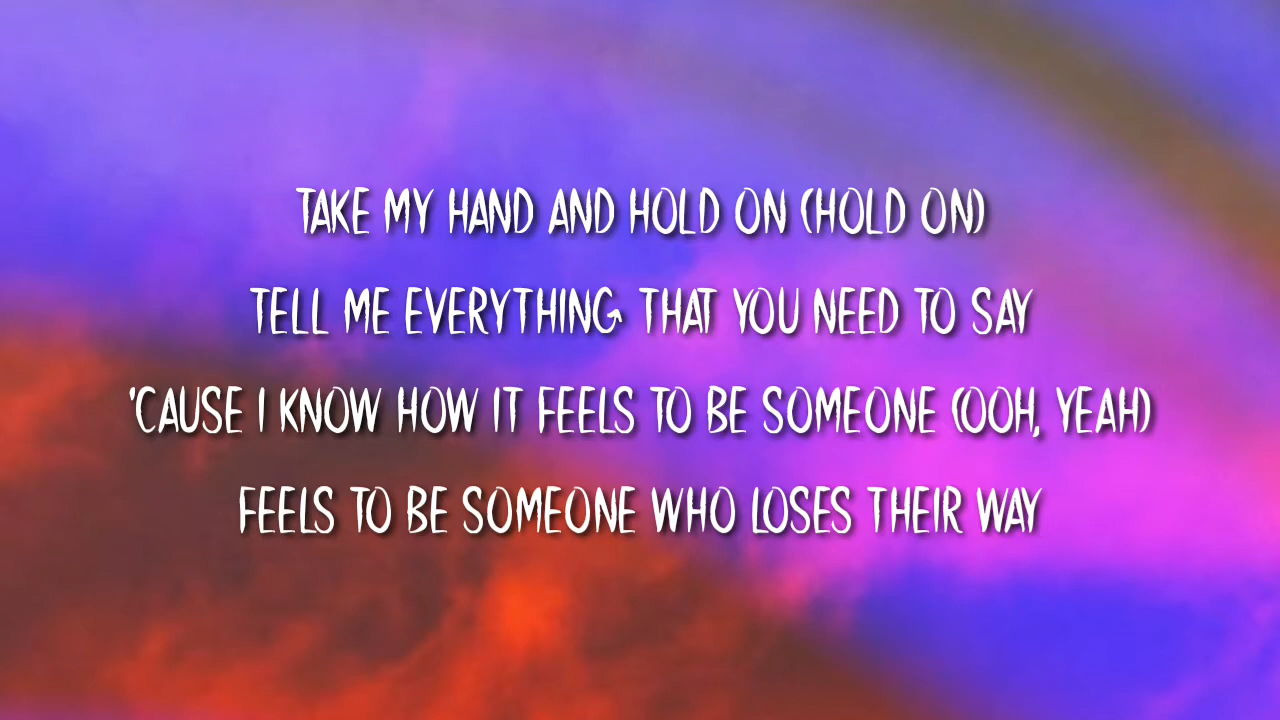 TAKE MY HAND AND HOLD ON (HOLD ON)
TELL ME EVERYTHING THAT YOU NEED TO SAY
'CAUSE I KNOW HOW IT FEELS TO BE SOMEONE (OOH, YEAH)
FEELS TO BE SOMEONE WHO LOSES THEIR WAY